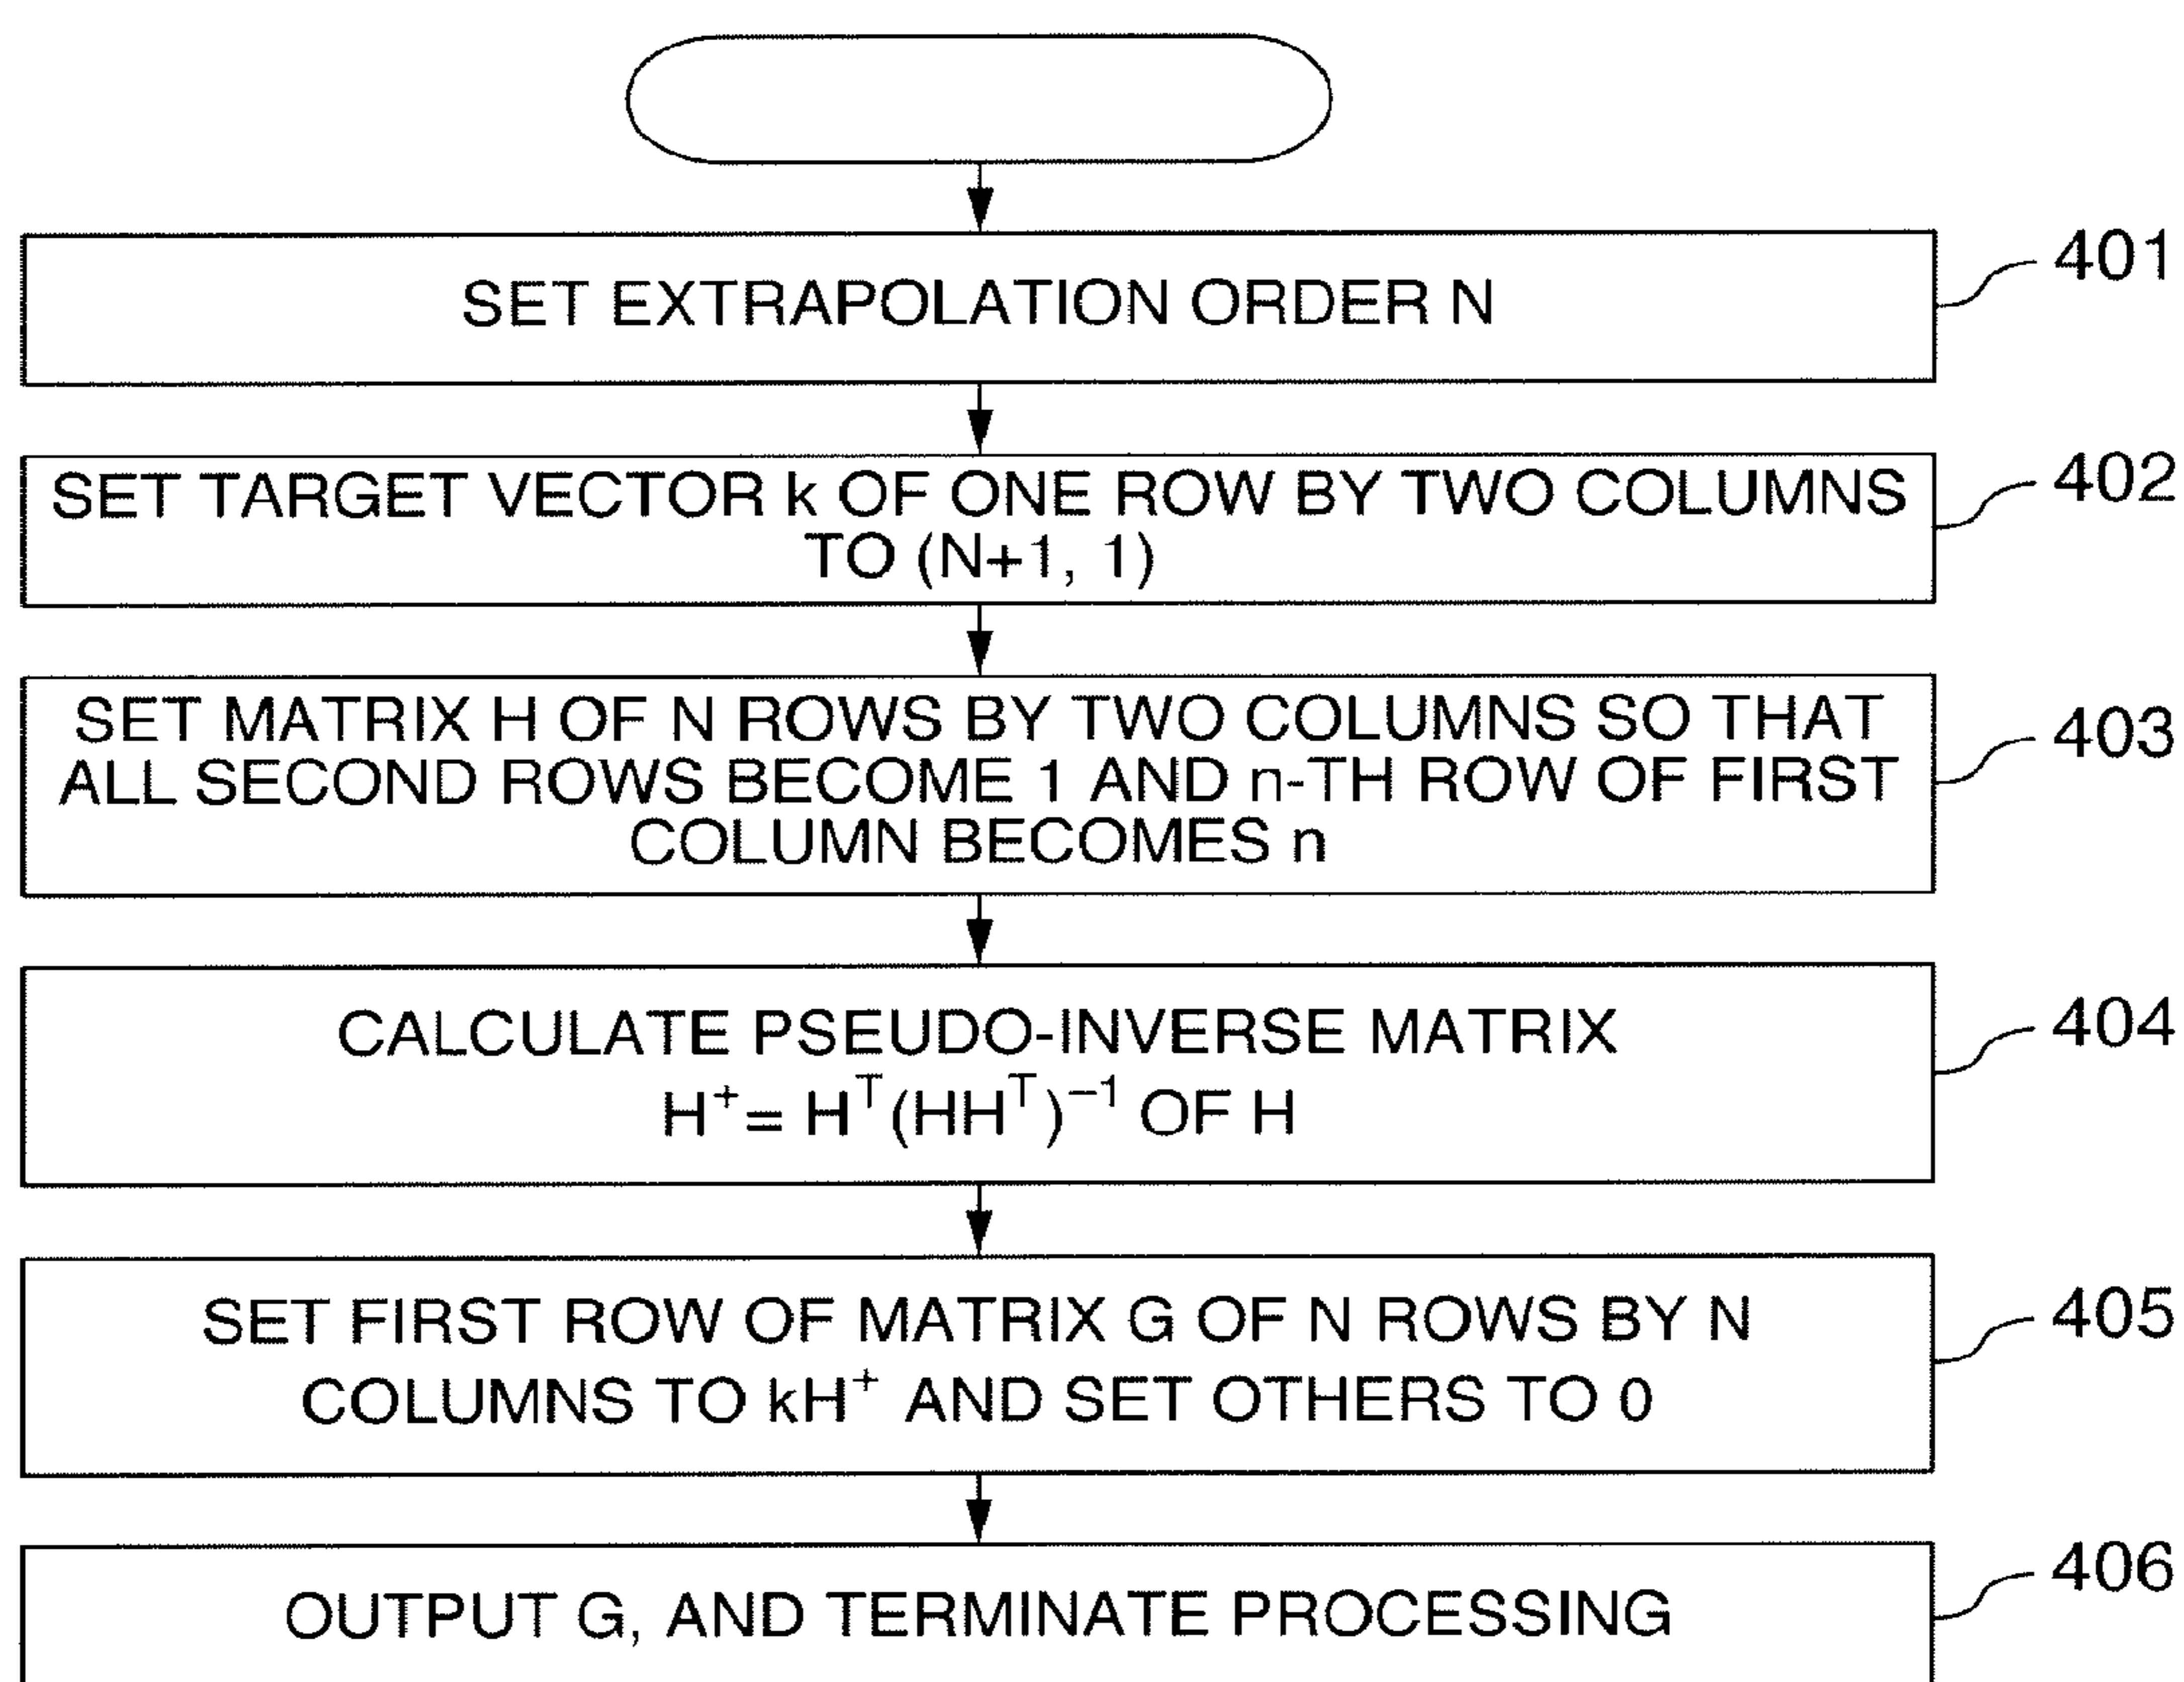 SET EXTRAPOLATION ORDER N
401
SET TARGET VECTOR k OF ONE ROW BY TWO COLUMNS
TO (N+1, 1)
402
SET MATRIX H OF N ROWS BY TWO COLUMNS SO THAT
ALL SECOND ROWS BECOME 1 AND n-TH ROW OF FIRST
COLUMN BECOMES n
403
CALCULATE PSEUDO-INVERSE MATRIX
H⁺= Hᵀ(HHᵀ)⁻¹ OF H
404
SET FIRST ROW OF MATRIX G OF N ROWS BY N
COLUMNS TO kH⁺ AND SET OTHERS TO 0
405
OUTPUT G, AND TERMINATE PROCESSING
406